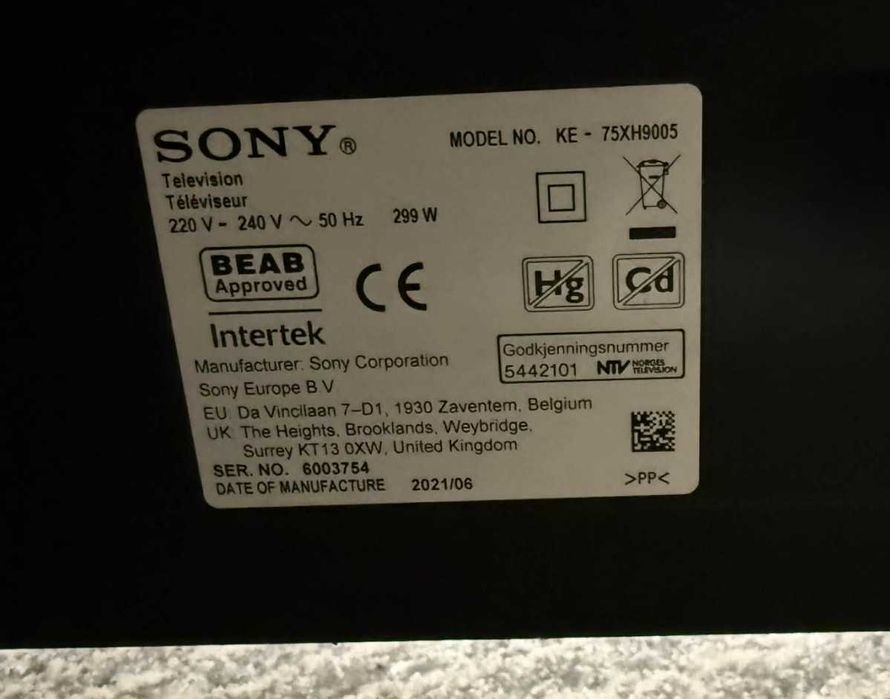 SONY®
MODEL NO. KE - 75XH9005
Television
Téléviseur
220 V - 240 V ~ 50 Hz 299 W
BEAB
Approved
CE
Hg
Cd
Intertek
Godkjenningsnummer
5442101 NTV NORGES
TELEVISJON
Manufacturer: Sony Corporation
Sony Europe B.V
EU: Da Vincilaan 7–D1, 1930 Zaventem, Belgium
UK: The Heights, Brooklands, Weybridge,
Surrey KT13 0XW, United Kingdom
SER. NO. 6003754
DATE OF MANUFACTURE 2021/06
>PP<